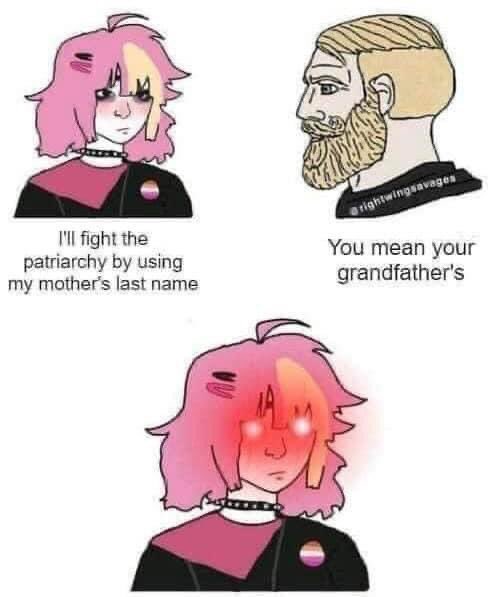 I'll fight the
patriarchy by using
my mother's last name
@rightwingsavages
You mean your
grandfather's